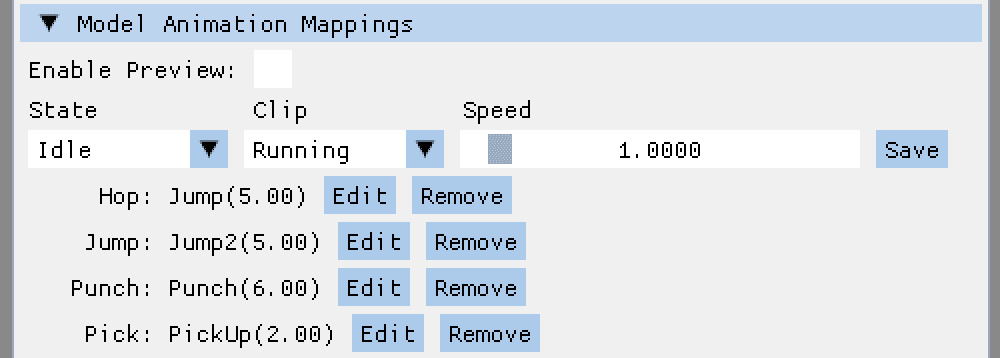 Model Animation Mappings
Enable Preview:
State Clip Speed
Idle Running 1.0000 Save
Hop: Jump(5.00) Edit Remove
Jump: Jump2(5.00) Edit Remove
Punch: Punch(6.00) Edit Remove
Pick: PickUp(2.00) Edit Remove